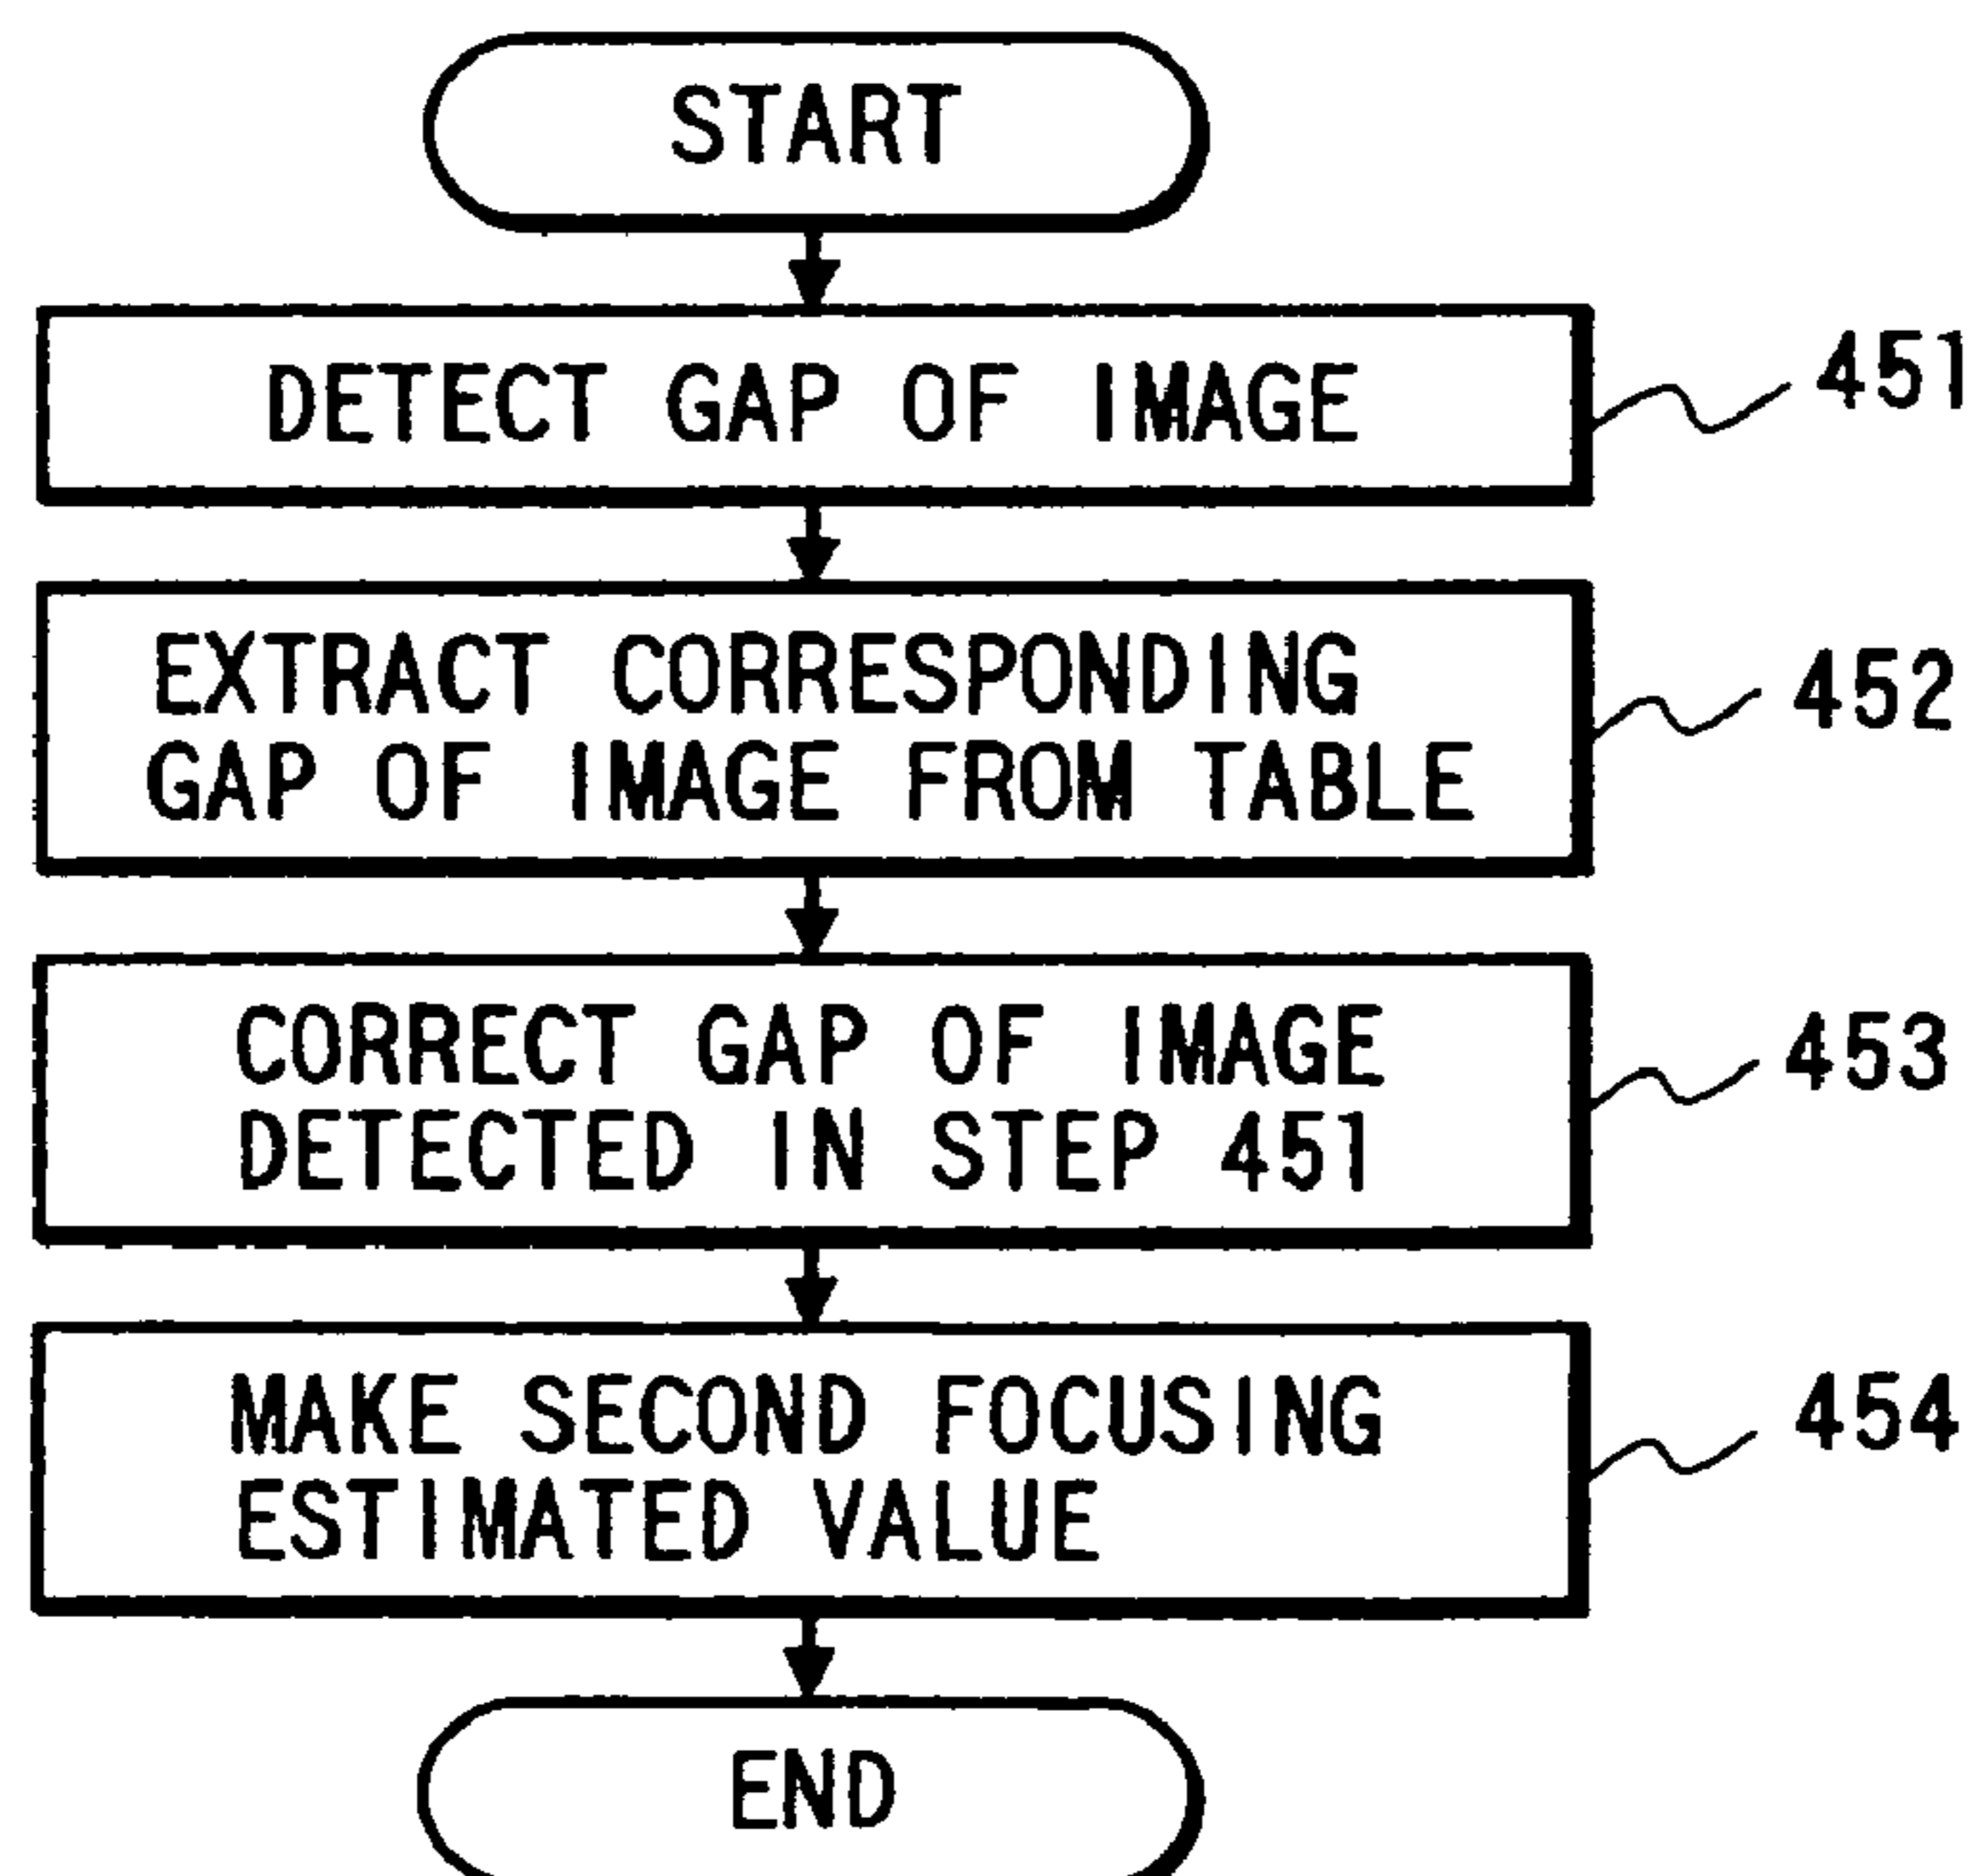 START
DETECT GAP OF IMAGE
451
EXTRACT CORRESPONDING
GAP OF IMAGE FROM TABLE
452
CORRECT GAP OF IMAGE
DETECTED IN STEP 451
453
MAKE SECOND FOCUSING
ESTIMATED VALUE
454
END